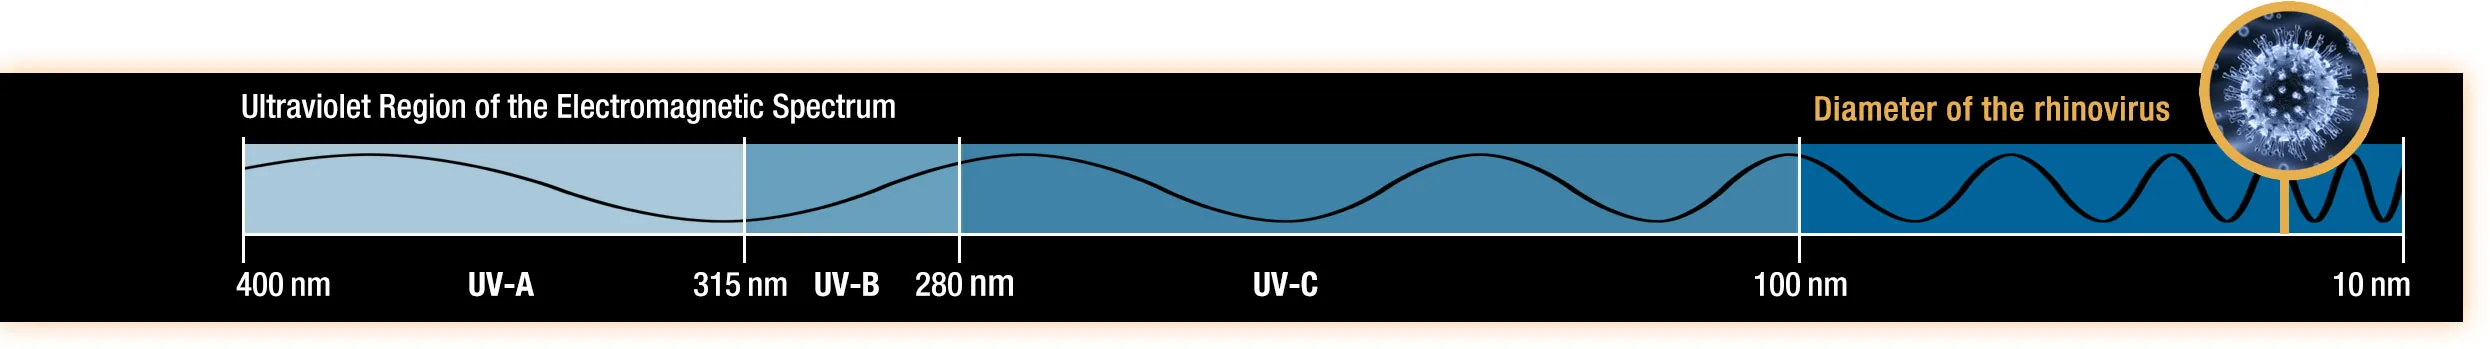 Ultraviolet Region of the Electromagnetic Spectrum
Diameter of the rhinovirus
400 nm UV-A 315 nm UV-B 280 nm UV-C 100 nm 10 nm